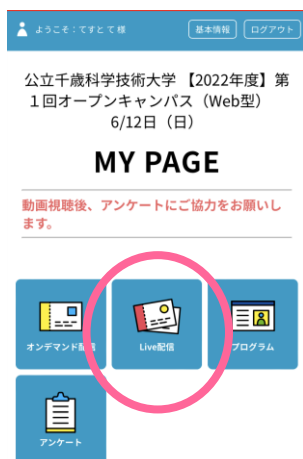 ようこそ：てすと て 様
基本情報
ログアウト
公立千歳科学技術大学 【2022年度】第
１回オープンキャンパス（Web型）
6/12日（日）
MY PAGE
動画視聴後、アンケートにご協力をお願いし
ます。
オンデマンド配信
Live配信
プログラム
アンケート